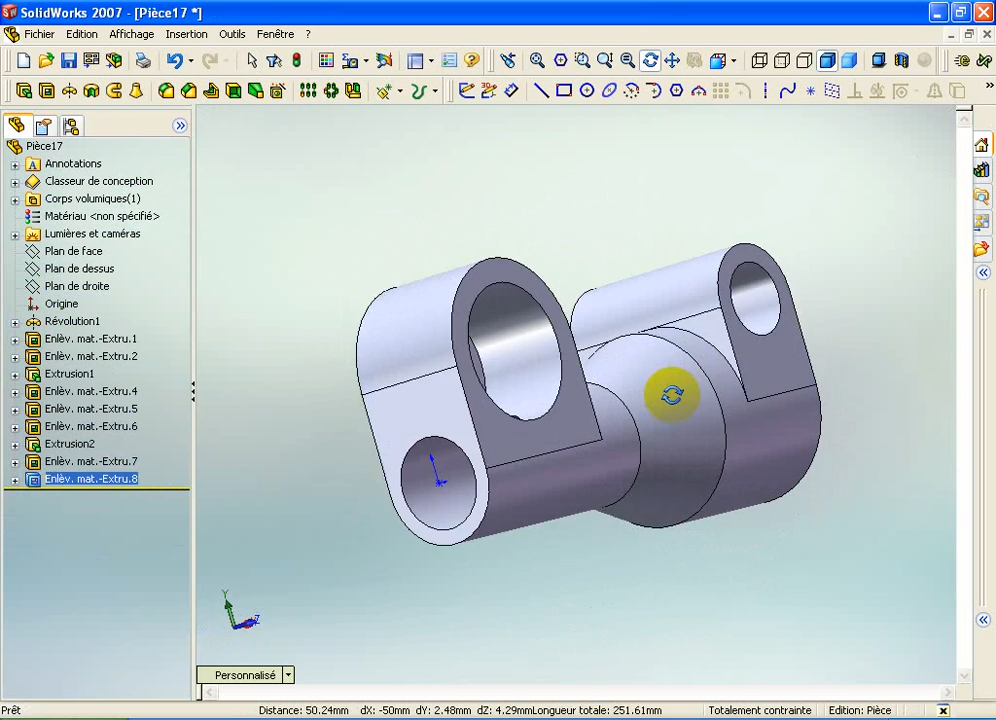 SolidWorks 2007 - [Pièce17 *]
Fichier Edition Affichage Insertion Outils Fenêtre ?
Pièce17
Annotations
Classeur de conception
Corps volumiques(1)
Matériau <non spécifié>
Lumières et caméras
Plan de face
Plan de dessus
Plan de droite
Origine
Révolution1
Enlèv. mat.-Extru.1
Enlèv. mat.-Extru.2
Extrusion1
Enlèv. mat.-Extru.4
Enlèv. mat.-Extru.5
Enlèv. mat.-Extru.6
Extrusion2
Enlèv. mat.-Extru.7
Enlèv. mat.-Extru.8
Y
Z
Personnalisé
Prêt Distance: 50.24mm dX: -50mm dY: 2.48mm dZ: 4.29mmLongueur totale: 251.61mm Totalement contrainte Edition: Pièce